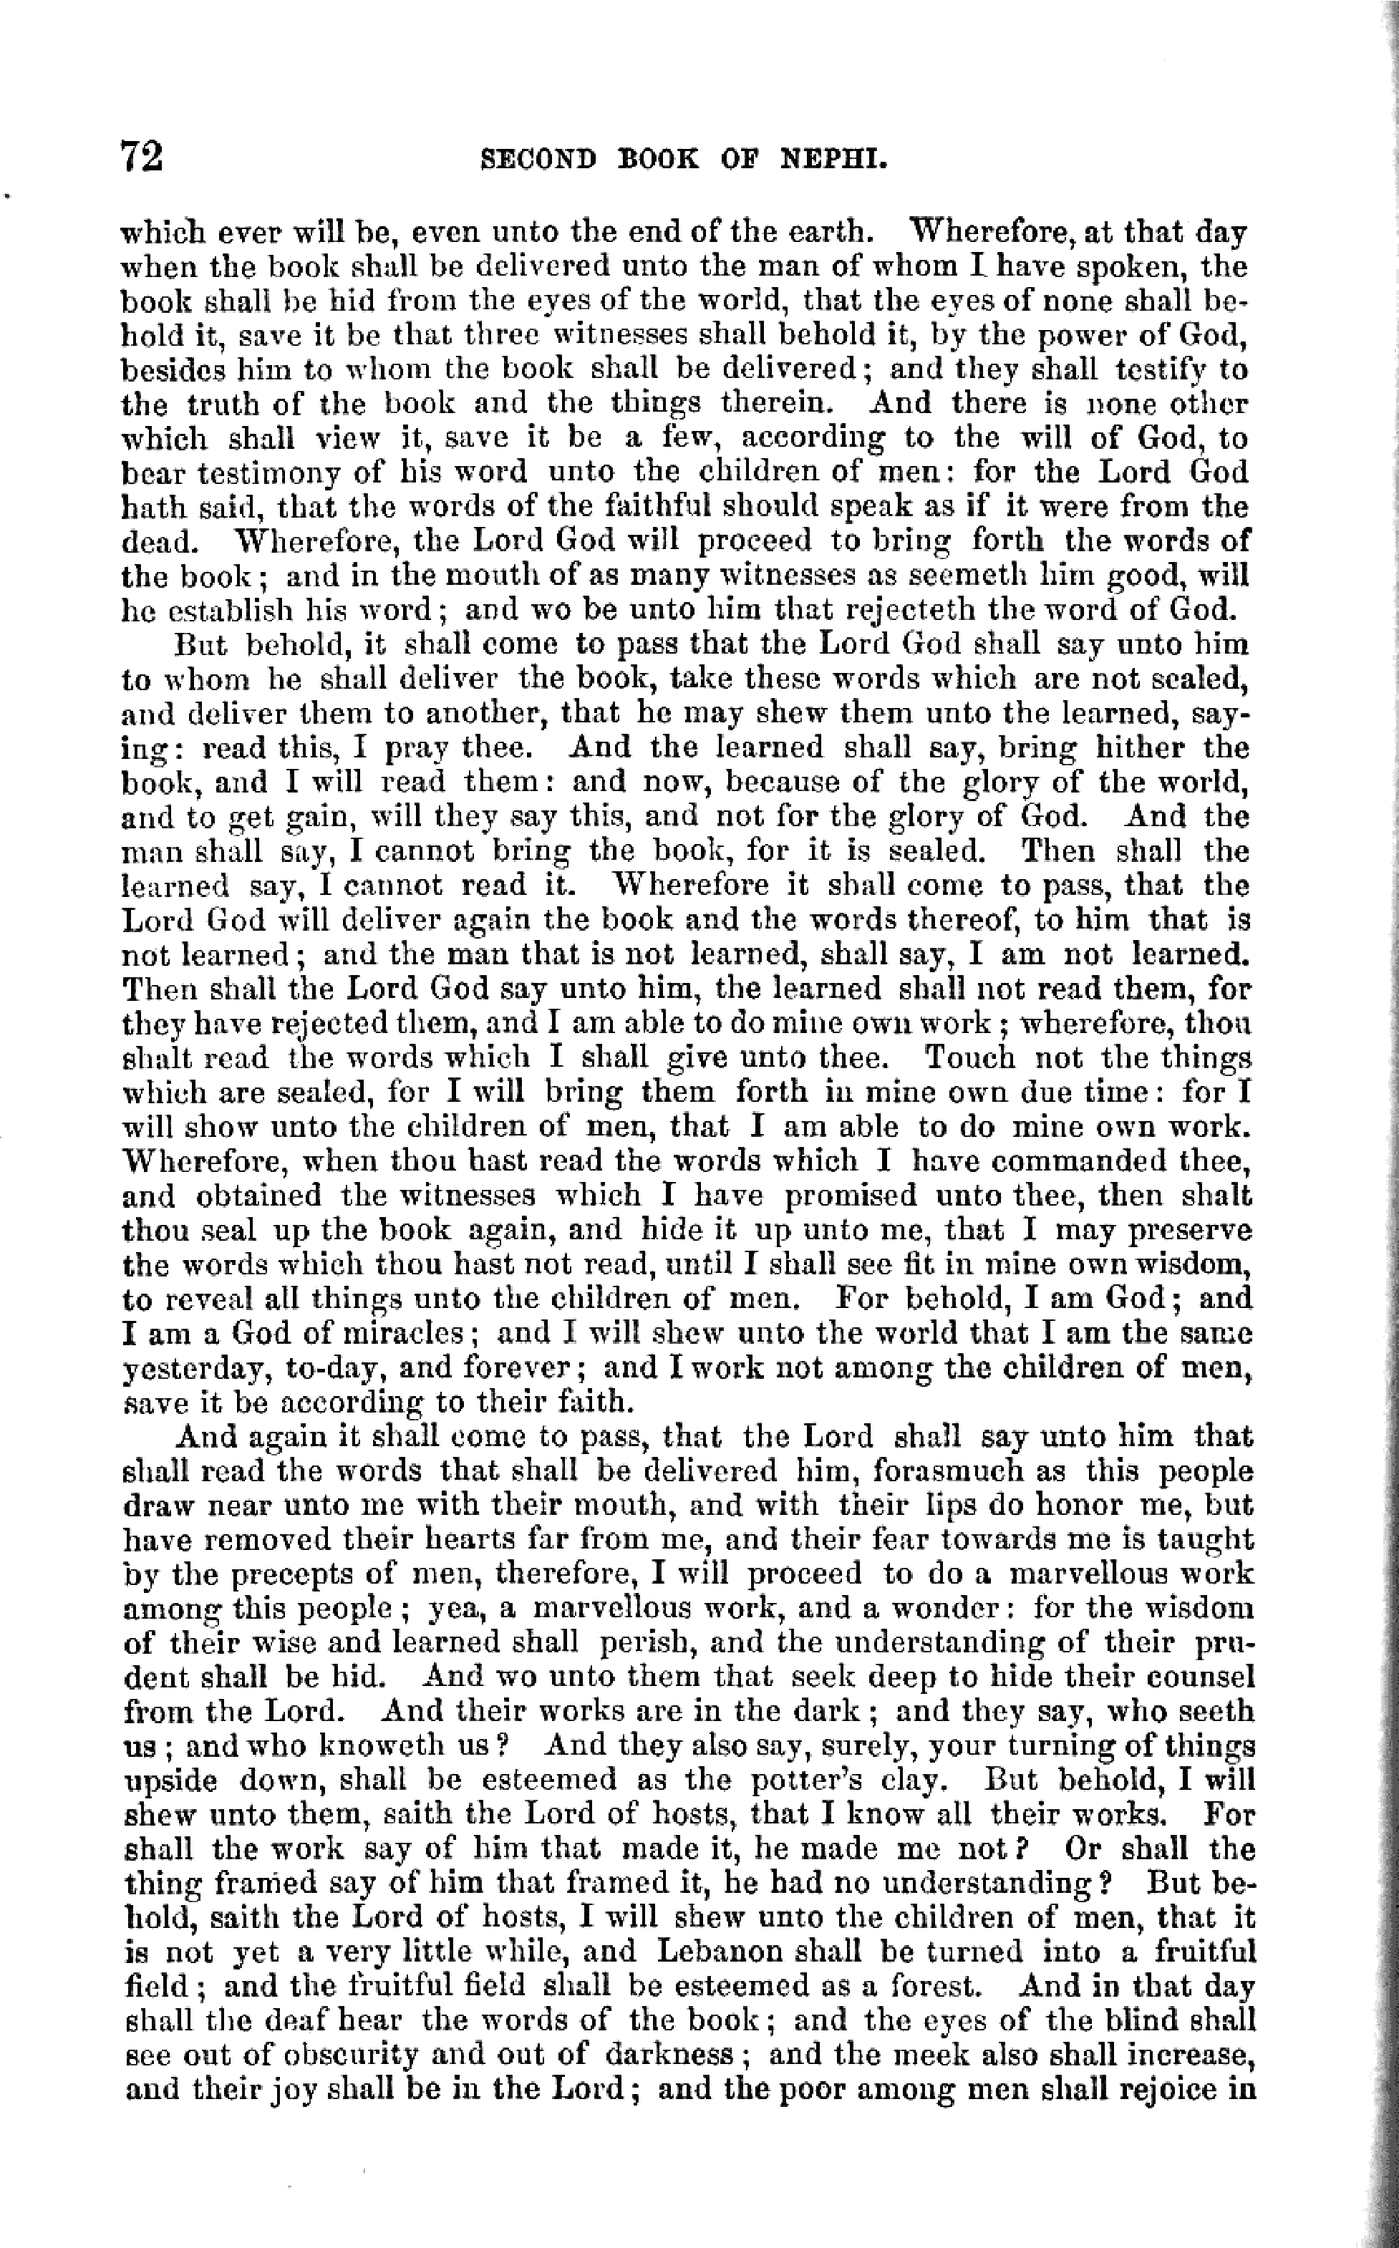 72 SECOND BOOK OF NEPHI.
which ever will be, even unto the end of the earth. Wherefore, at that day
when the book shall be delivered unto the man of whom I have spoken, the
book shall be hid from the eyes of the world, that the eyes of none shall be-
hold it, save it be that three witnesses shall behold it, by the power of God,
besides him to whom the book shall be delivered; and they shall testify to
the truth of the book and the things therein. And there is none other
which shall view it, save it be a few, according to the will of God, to
bear testimony of his word unto the children of men: for the Lord God
hath said, that the words of the faithful should speak as if it were from the
dead. Wherefore, the Lord God will proceed to bring forth the words of
the book; and in the mouth of as many witnesses as seemeth him good, will
he establish his word; and wo be unto him that rejecteth the word of God.
But behold, it shall come to pass that the Lord God shall say unto him
to whom he shall deliver the book, take these words which are not sealed,
and deliver them to another, that he may shew them unto the learned, say-
ing: read this, I pray thee. And the learned shall say, bring hither the
book, and I will read them: and now, because of the glory of the world,
and to get gain, will they say this, and not for the glory of God. And the
man shall say, I cannot bring the book, for it is sealed. Then shall the
learned say, I cannot read it. Wherefore it shall come to pass, that the
Lord God will deliver again the book and the words thereof, to him that is
not learned; and the man that is not learned, shall say, I am not learned.
Then shall the Lord God say unto him, the learned shall not read them, for
they have rejected them, and I am able to do mine own work; wherefore, thou
shalt read the words which I shall give unto thee. Touch not the things
which are sealed, for I will bring them forth in mine own due time: for I
will show unto the children of men, that I am able to do mine own work.
Wherefore, when thou hast read the words which I have commanded thee,
and obtained the witnesses which I have promised unto thee, then shalt
thou seal up the book again, and hide it up unto me, that I may preserve
the words which thou hast not read, until I shall see fit in mine own wisdom,
to reveal all things unto the children of men. For behold, I am God; and
I am a God of miracles; and I will shew unto the world that I am the same
yesterday, to-day, and forever; and I work not among the children of men,
save it be according to their faith.
And again it shall come to pass, that the Lord shall say unto him that
shall read the words that shall be delivered him, forasmuch as this people
draw near unto me with their mouth, and with their lips do honor me, but
have removed their hearts far from me, and their fear towards me is taught
by the precepts of men, therefore, I will proceed to do a marvellous work
among this people; yea, a marvellous work, and a wonder: for the wisdom
of their wise and learned shall perish, and the understanding of their pru-
dent shall be hid. And wo unto them that seek deep to hide their counsel
from the Lord. And their works are in the dark; and they say, who seeth
us; and who knoweth us? And they also say, surely, your turning of things
upside down, shall be esteemed as the potter's clay. But behold, I will
shew unto them, saith the Lord of hosts, that I know all their works. For
shall the work say of him that made it, he made me not? Or shall the
thing framed say of him that framed it, he had no understanding? But be-
hold, saith the Lord of hosts, I will shew unto the children of men, that it
is not yet a very little while, and Lebanon shall be turned into a fruitful
field; and the fruitful field shall be esteemed as a forest. And in that day
shall the deaf hear the words of the book; and the eyes of the blind shall
see out of obscurity and out of darkness; and the meek also shall increase,
and their joy shall be in the Lord; and the poor among men shall rejoice in